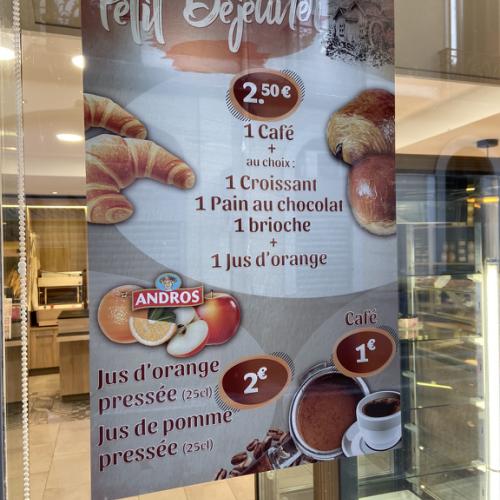 Petit Déjeuner
2.50€
1 Café
+
au choix :
1 Croissant
1 Pain au chocolat
1 brioche
+
1 Jus d'orange
ANDROS
Café
1€
Jus d'orange
pressée (25cl)
2€
Jus de pomme
pressée (25cl)